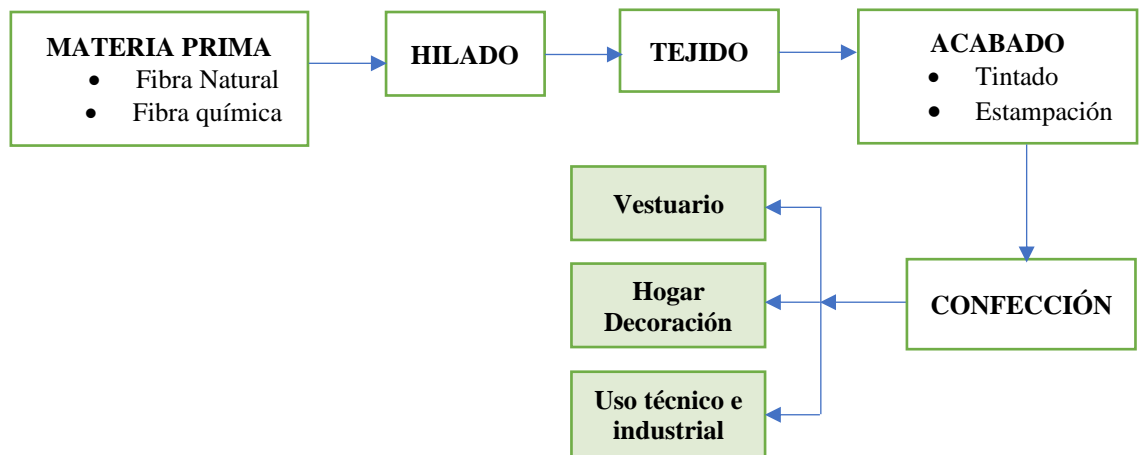 MATERIA PRIMA
• Fibra Natural
• Fibra química
HILADO
TEJIDO
ACABADO
• Tintado
• Estampación
CONFECCIÓN
Vestuario
Hogar
Decoración
Uso técnico e
industrial